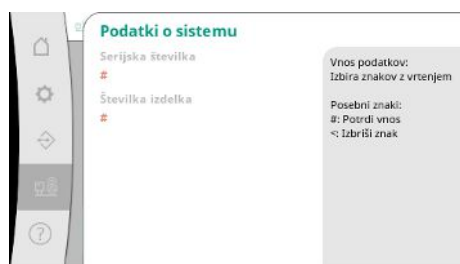 Podatki o sistemu
Serijska številka
#
Številka izdelka
#
Vnos podatkov:
Izbira znakov z vrtenjem
Posebni znaki:
#: Potrdi vnos
<: Izbriši znak
?